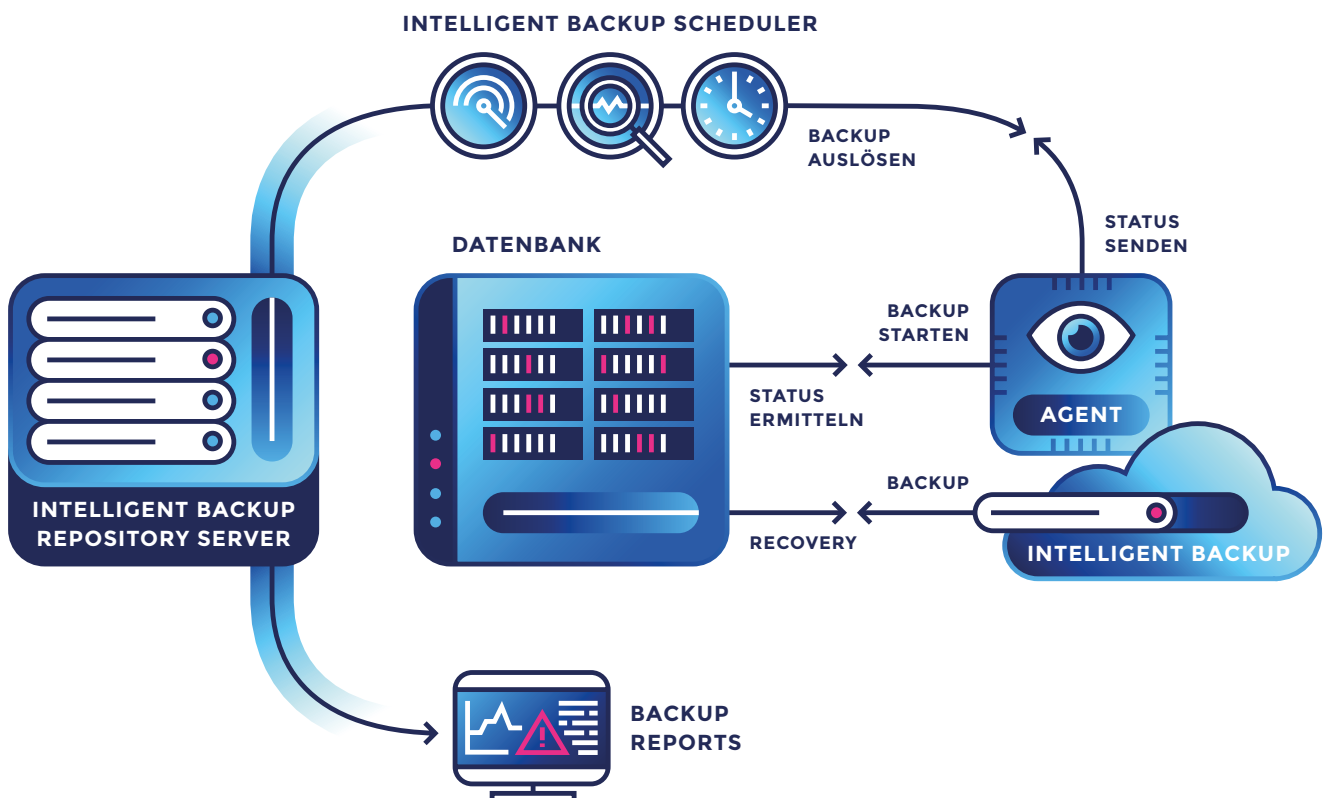 INTELLIGENT BACKUP SCHEDULER
BACKUP
AUSLÖSEN
STATUS
SENDEN
DATENBANK
BACKUP
STARTEN
STATUS
ERMITTELN
AGENT
BACKUP
RECOVERY
INTELLIGENT BACKUP
INTELLIGENT BACKUP
REPOSITORY SERVER
BACKUP
REPORTS